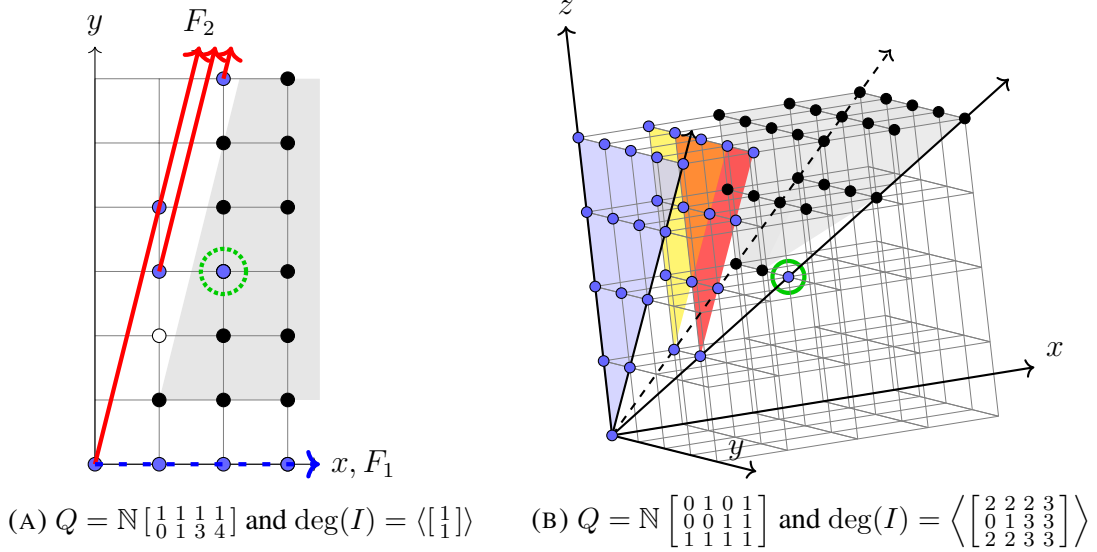 y
F₂
x, F₁
z
x
y
(A) Q = ℕ [1 1 1 1; 0 1 3 4] and deg(I) = ⟨[1; 1]⟩
(B) Q = ℕ [0 1 0 1; 0 0 1 1; 1 1 1 1] and deg(I) = ⟨[2 2 2 3; 0 1 3 3; 2 2 3 3]⟩